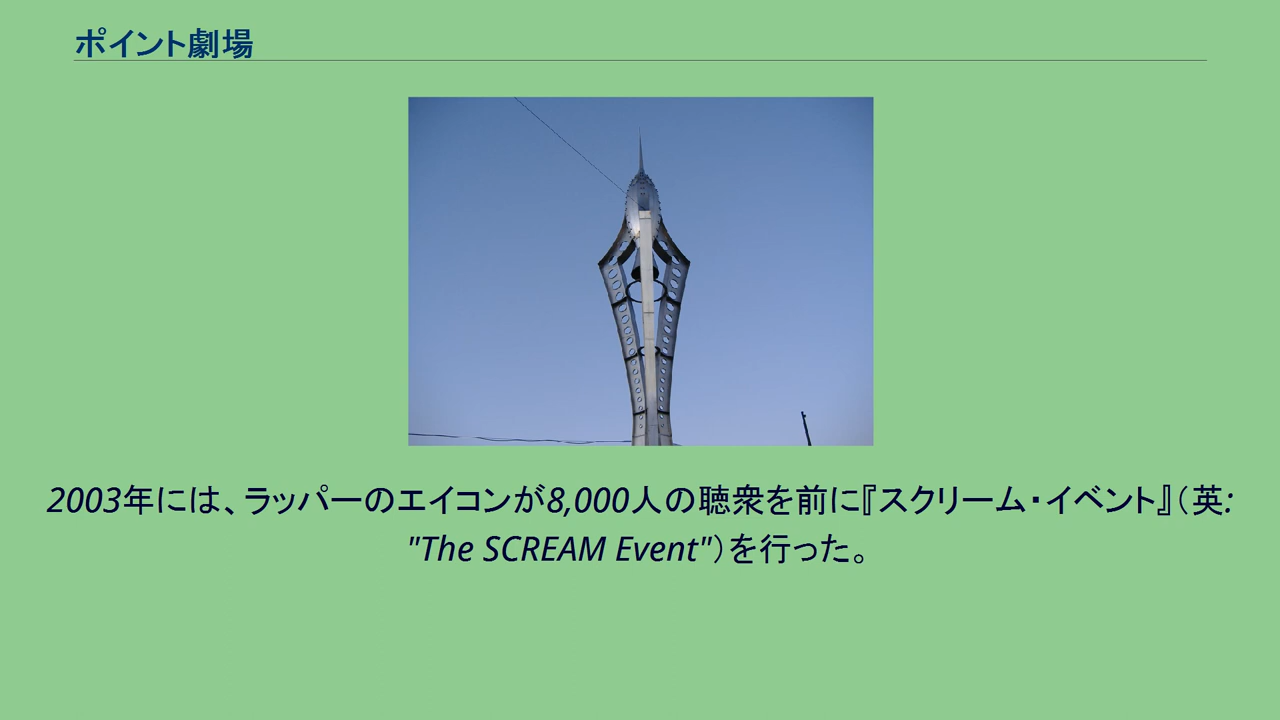 ポイント劇場
2003年には、ラッパーのエイコンが8,000人の聴衆を前に『スクリーム・イベント』（英:
"The SCREAM Event"）を行った。